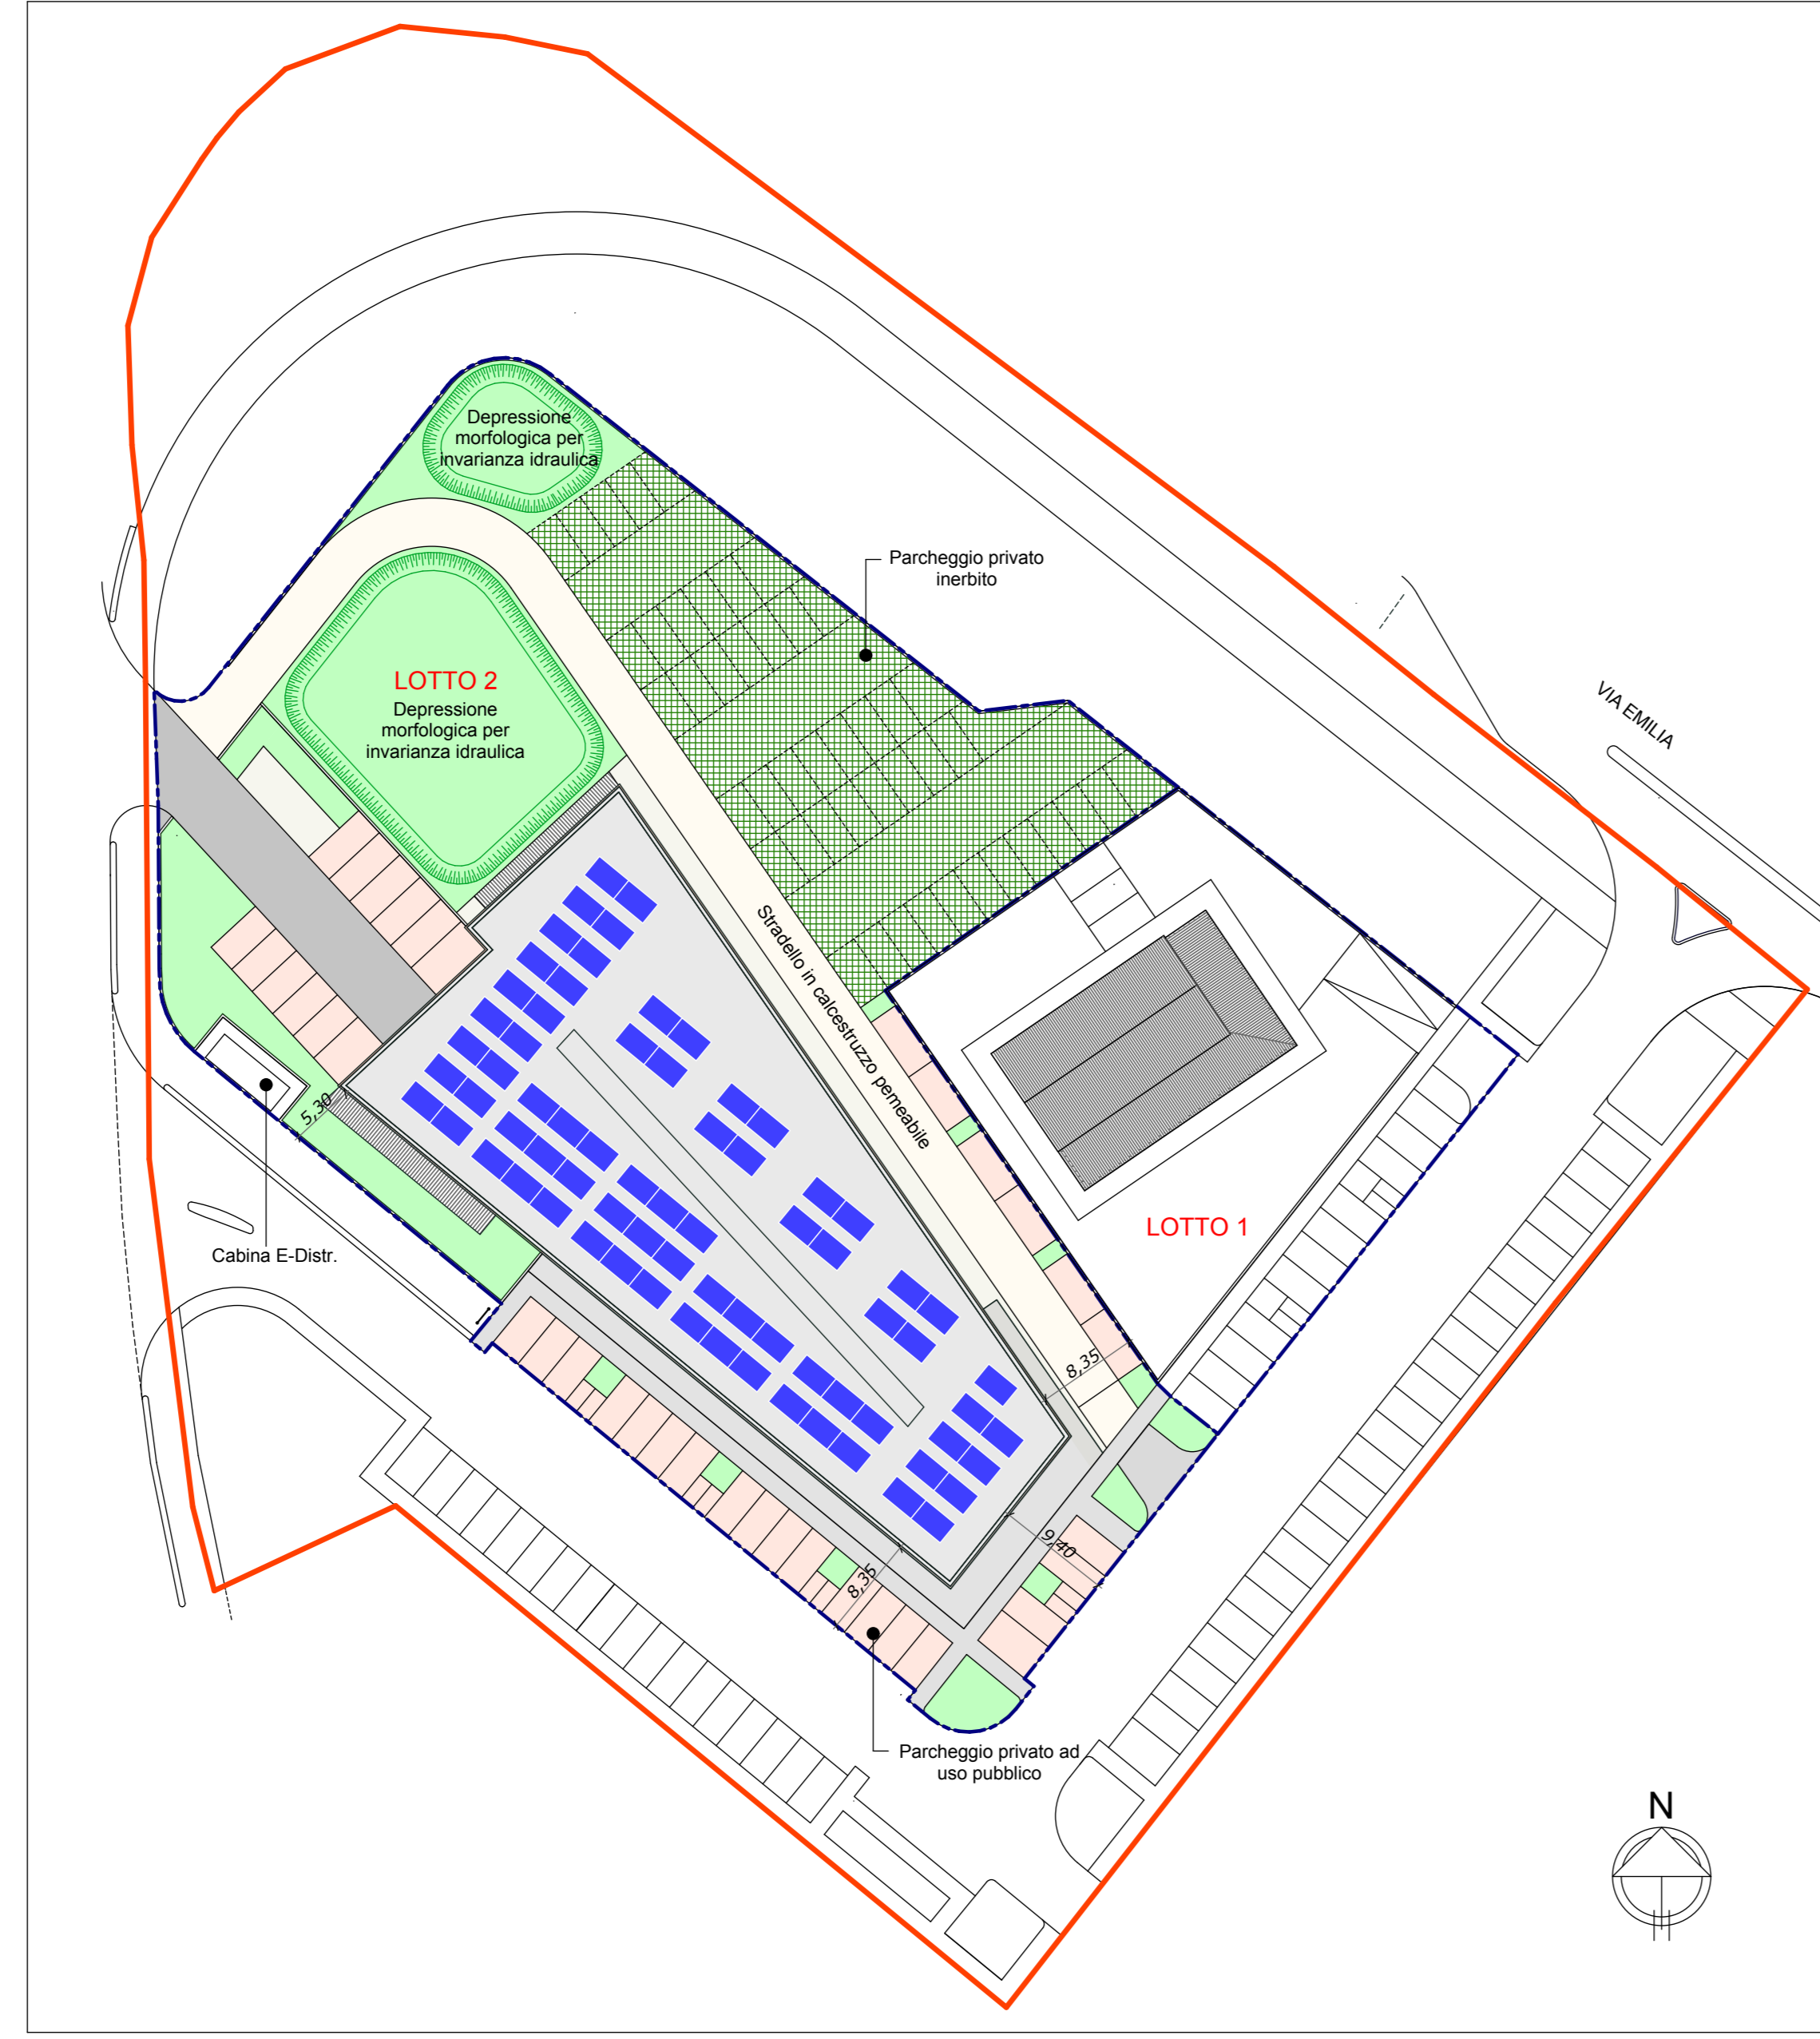 Depressione
morfologica per
invarianza idraulica
Parcheggio privato
inerbito
LOTTO 2
Depressione
morfologica per
invarianza idraulica
VIA EMILIA
Stradello in calcestruzzo permeabile
5,30
LOTTO 1
Cabina E-Distr.
8,35
9,40
8,35
Parcheggio privato ad
uso pubblico
N